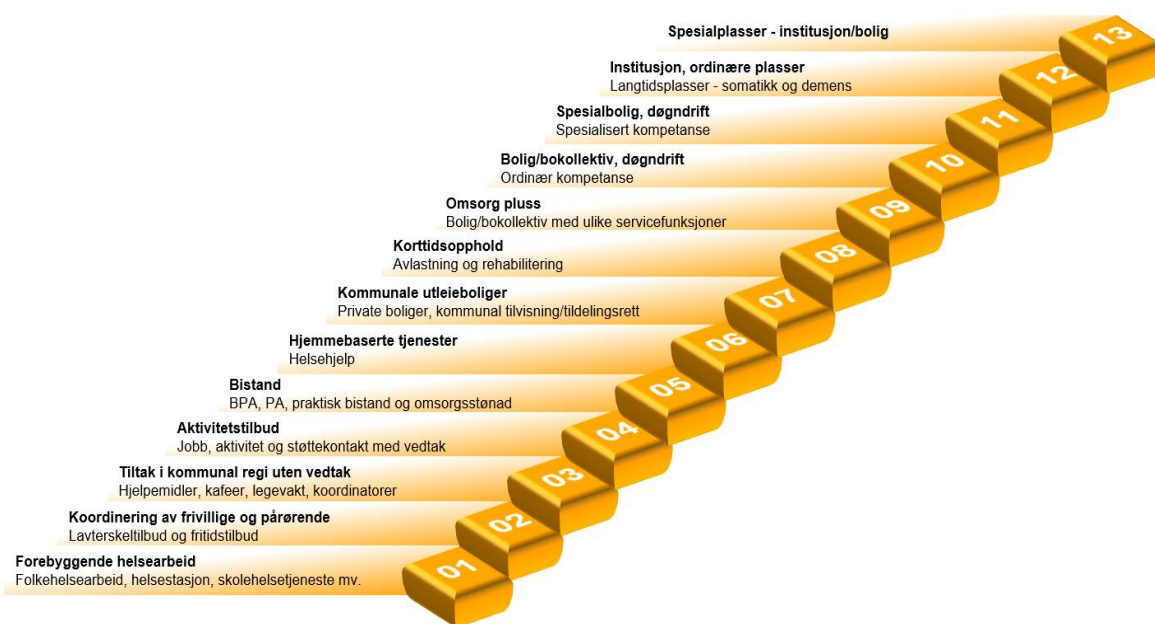 Spesialplasser - institusjon/bolig
13
Institusjon, ordinære plasser
Langtidsplasser - somatikk og demens
12
Spesialbolig, døgndrift
Spesialisert kompetanse
11
Bolig/bokollektiv, døgndrift
Ordinær kompetanse
10
Omsorg pluss
Bolig/bokollektiv med ulike servicefunksjoner
09
Korttidsopphold
Avlastning og rehabilitering
08
Kommunale utleieboliger
Private boliger, kommunal tilvisning/tildelingsrett
07
Hjemmebaserte tjenester
Helsehjelp
06
Bistand
BPA, PA, praktisk bistand og omsorgsstønad
05
Aktivitetstilbud
Jobb, aktivitet og støttekontakt med vedtak
04
Tiltak i kommunal regi uten vedtak
Hjelpemidler, kafeer, legevakt, koordinatorer
03
Koordinering av frivillige og pårørende
Lavterskeltilbud og fritidstilbud
02
Forebyggende helsearbeid
Folkehelsearbeid, helsestasjon, skolehelsetjeneste mv.
01